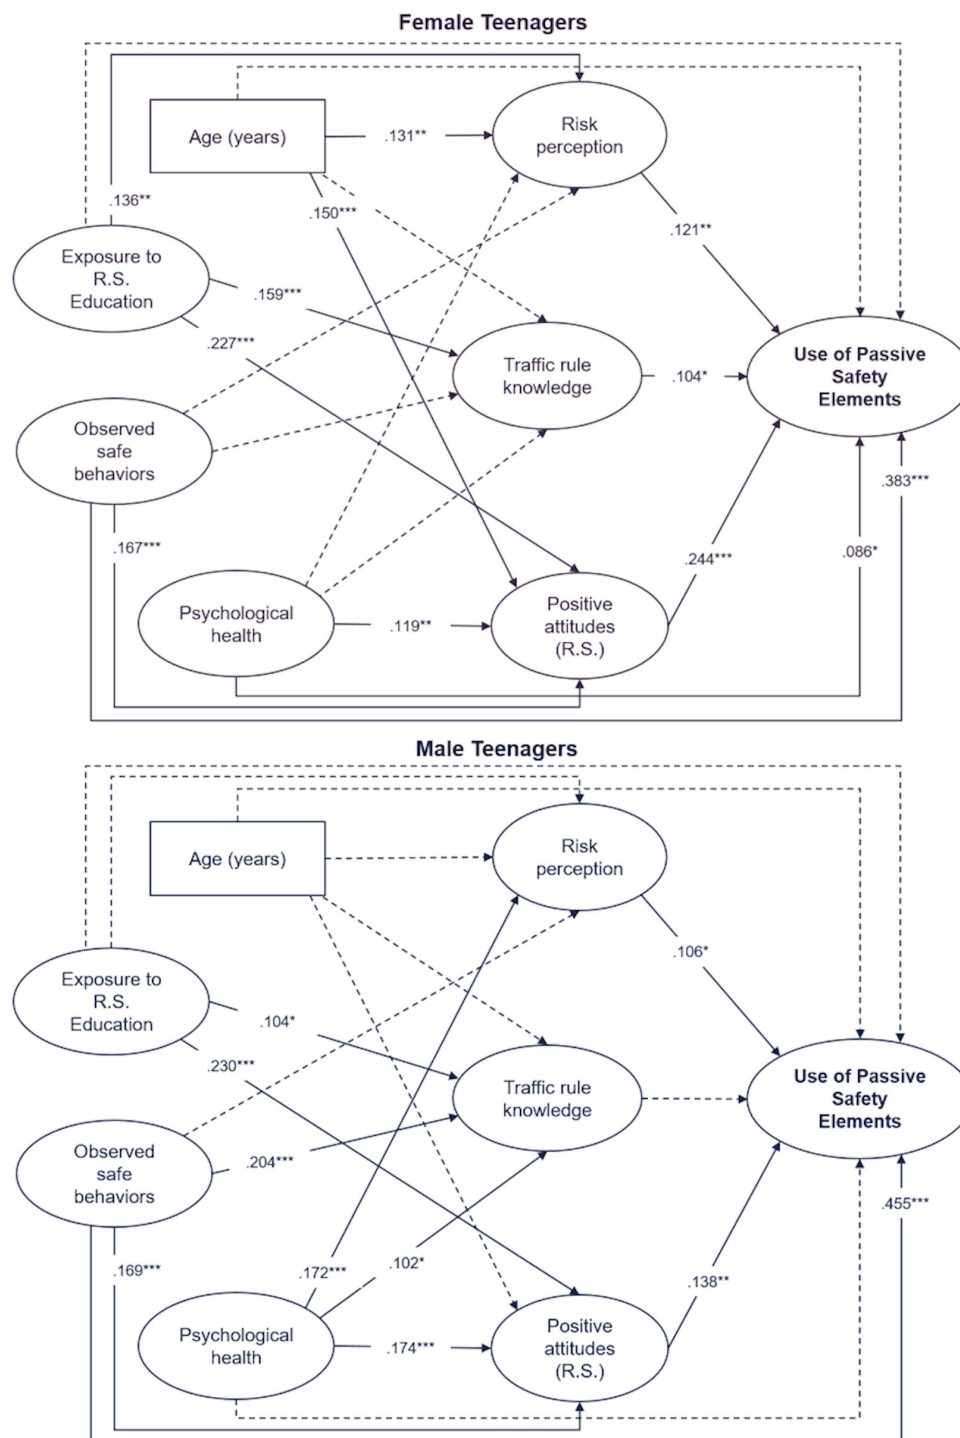 Female Teenagers
Age (years)
Risk
perception
.131**
.136**
.150***
.121**
Exposure to
R.S.
Education
.159***
.227***
Traffic rule
knowledge
.104*
Use of Passive
Safety
Elements
Observed
safe
behaviors
.383***
.167***
.244***
.086*
Psychological
health
.119**
Positive
attitudes
(R.S.)
Male Teenagers
Age (years)
Risk
perception
.106*
Exposure to
R.S.
Education
.104*
.230***
Traffic rule
knowledge
Use of Passive
Safety
Elements
Observed
safe
behaviors
.204***
.455***
.169***
.172***
.102*
.138**
Psychological
health
.174***
Positive
attitudes
(R.S.)